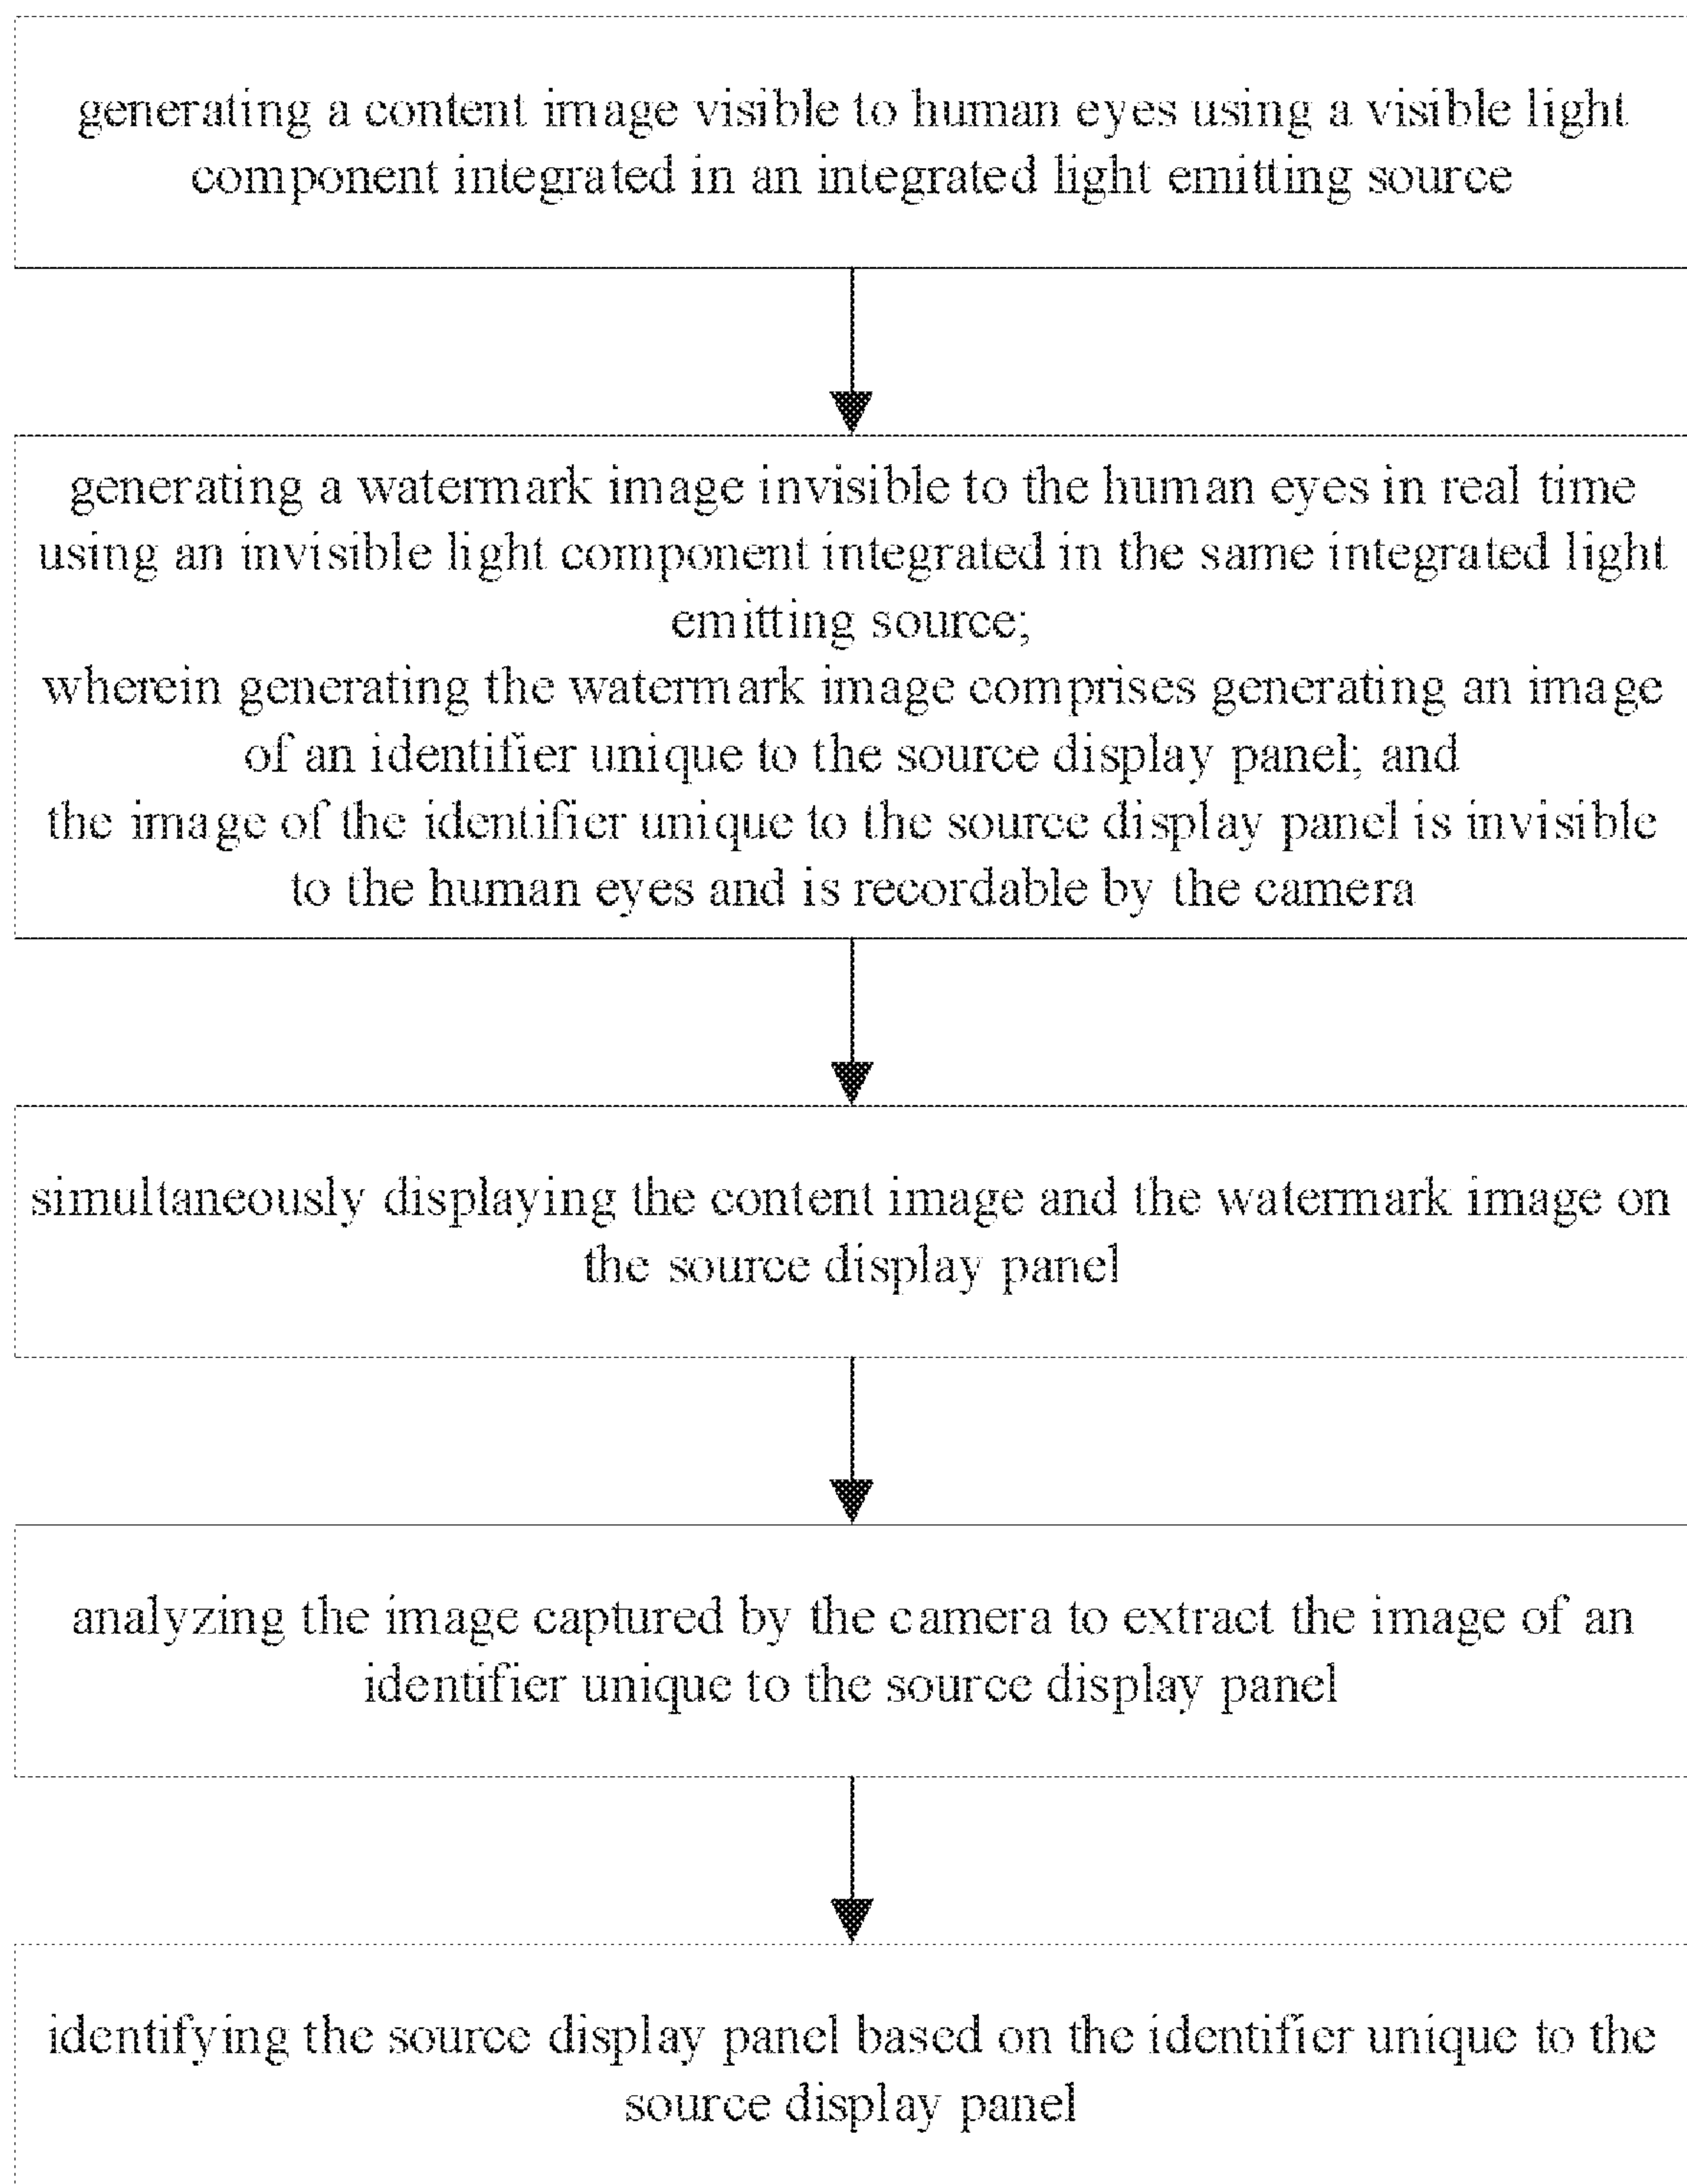 generating a content image visible to human eyes using a visible light
component integrated in an integrated light emitting source
generating a watermark image invisible to the human eyes in real time
using an invisible light component integrated in the same integrated light
emitting source;
wherein generating the watermark image comprises generating an image
of an identifier unique to the source display panel; and
the image of the identifier unique to the source display panel is invisible
to the human eyes and is recordable by the camera
simultaneously displaying the content image and the watermark image on
the source display panel
analyzing the image captured by the camera to extract the image of an
identifier unique to the source display panel
identifying the source display panel based on the identifier unique to the
source display panel